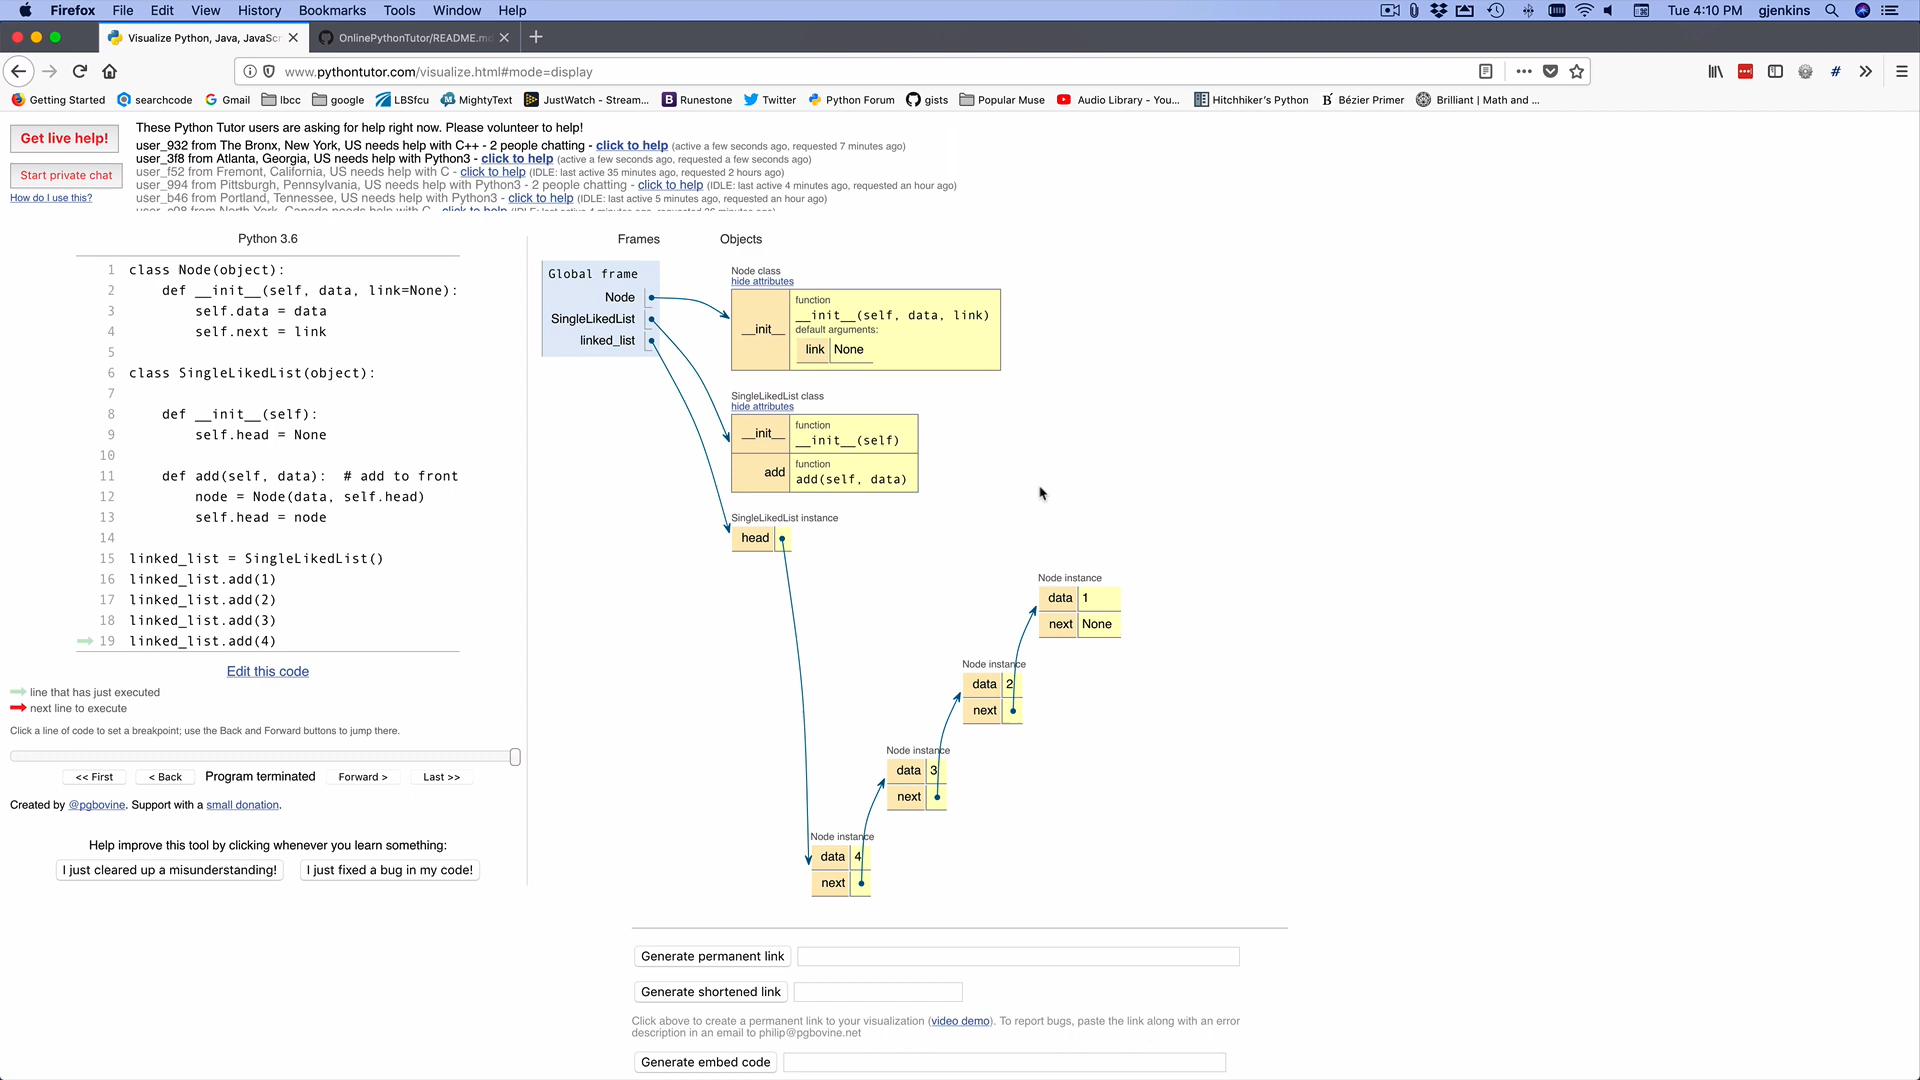 Firefox File Edit View History Bookmarks Tools Window Help Tue 4:10 PM gjenkins
Visualize Python, Java, JavaScr OnlinePythonTutor/README.md
www.pythontutor.com/visualize.html#mode=display
Getting Started searchcode Gmail lbcc google LBSfcu MightyText JustWatch - Stream... Runestone Twitter Python Forum gists Popular Muse Audio Library - You... Hitchhiker's Python Bézier Primer Brilliant | Math and ...
Get live help!
Start private chat
How do I use this?
These Python Tutor users are asking for help right now. Please volunteer to help!
user_932 from The Bronx, New York, US needs help with C++ - 2 people chatting - click to help (active a few seconds ago, requested 7 minutes ago)
user_3f8 from Atlanta, Georgia, US needs help with Python3 - click to help (active a few seconds ago, requested a few seconds ago)
user_f52 from Fremont, California, US needs help with C - click to help (IDLE: last active 35 minutes ago, requested 2 hours ago)
user_994 from Pittsburgh, Pennsylvania, US needs help with Python3 - 2 people chatting - click to help (IDLE: last active 4 minutes ago, requested an hour ago)
user_b46 from Portland, Tennessee, US needs help with Python3 - click to help (IDLE: last active 5 minutes ago, requested an hour ago)
Python 3.6
1 class Node(object):
2 def __init__(self, data, link=None):
3 self.data = data
4 self.next = link
5
6 class SingleLikedList(object):
7
8 def __init__(self):
9 self.head = None
10
11 def add(self, data): # add to front
12 node = Node(data, self.head)
13 self.head = node
14
15 linked_list = SingleLikedList()
16 linked_list.add(1)
17 linked_list.add(2)
18 linked_list.add(3)
19 linked_list.add(4)
Edit this code
line that has just executed
next line to execute
Click a line of code to set a breakpoint; use the Back and Forward buttons to jump there.
<< First < Back Program terminated Forward > Last >>
Created by @pgbovine. Support with a small donation.
Help improve this tool by clicking whenever you learn something:
I just cleared up a misunderstanding! I just fixed a bug in my code!
Frames Objects
Global frame
Node
SingleLikedList
linked_list
Node class
hide attributes
__init__
function
__init__(self, data, link)
default arguments:
link None
SingleLikedList class
hide attributes
__init__
function
__init__(self)
add
function
add(self, data)
SingleLikedList instance
head
Node instance
data 1
next None
Node instance
data 2
next
Node instance
data 3
next
Node instance
data 4
next
Generate permanent link
Generate shortened link
Click above to create a permanent link to your visualization (video demo). To report bugs, paste the link along with an error
description in an email to philip@pgbovine.net
Generate embed code